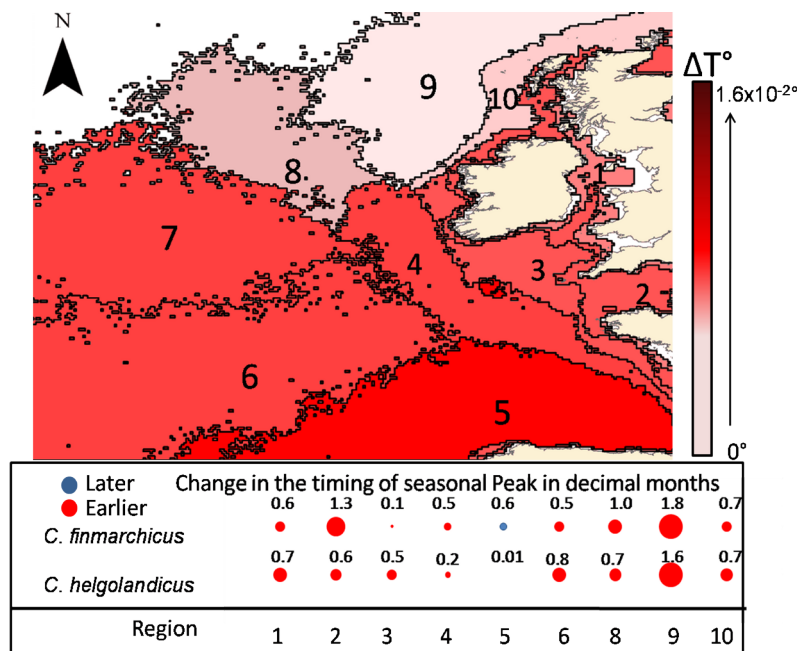 N
9
ΔT°
1.6x10⁻²°
10
8
1
7
4
3
2
6
5
0°
Later Change in the timing of seasonal Peak in decimal months
Earlier 0.6 1.3 0.1 0.5 0.6 0.5 1.0 1.8 0.7
C. finmarchicus
0.7 0.6 0.5 0.2 0.01 0.8 0.7 1.6 0.7
C. helgolandicus
Region 1 2 3 4 5 6 8 9 10